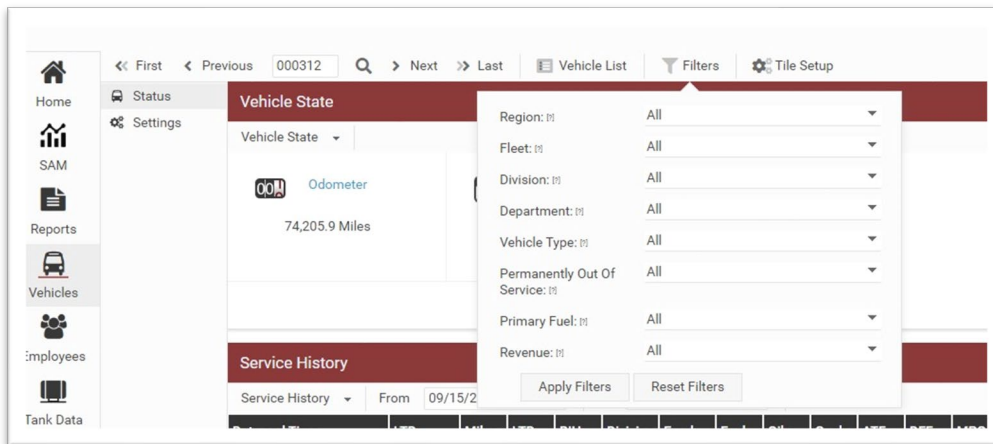 First Previous 000312 Next Last Vehicle List Filters Tile Setup
Home
SAM
Reports
Vehicles
Employees
Tank Data
Status
Settings
Vehicle State
Vehicle State
Odometer
74,205.9 Miles
Region: [?] All
Fleet: [?] All
Division: [?] All
Department: [?] All
Vehicle Type: [?] All
Permanently Out Of All
Service: [?]
Primary Fuel: [?] All
Revenue: [?] All
Apply Filters Reset Filters
Service History
Service History From 09/15/2